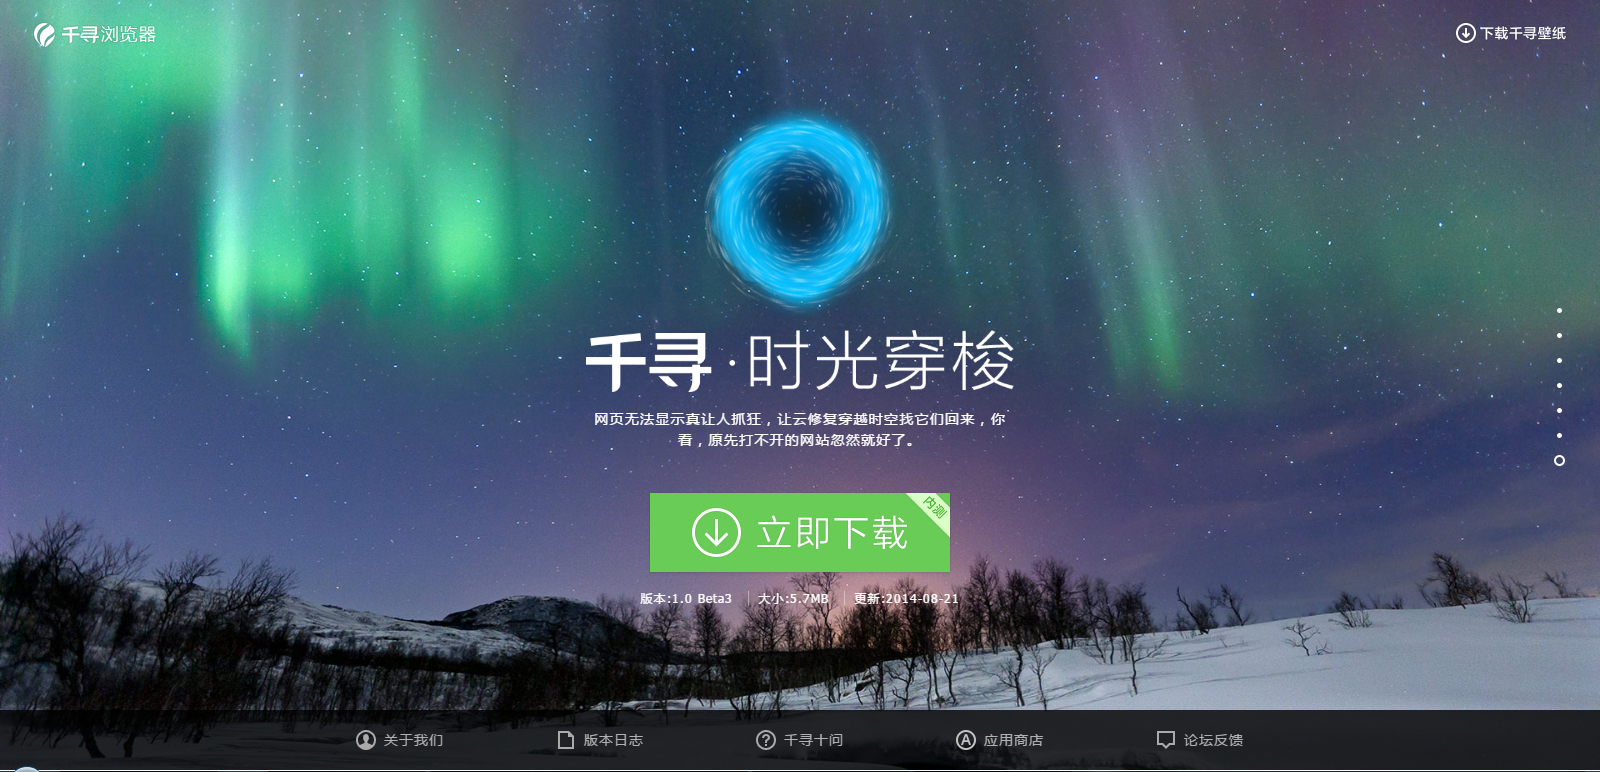 千寻浏览器
下载千寻壁纸
千寻·时光穿梭
网页无法显示真让人抓狂，让云修复穿越时空找它们回来，你
看，原先打不开的网站忽然就好了。
内测
立即下载
版本:1.0 Beta3 大小:5.7MB 更新:2014-08-21
关于我们 版本日志 千寻十问 应用商店 论坛反馈